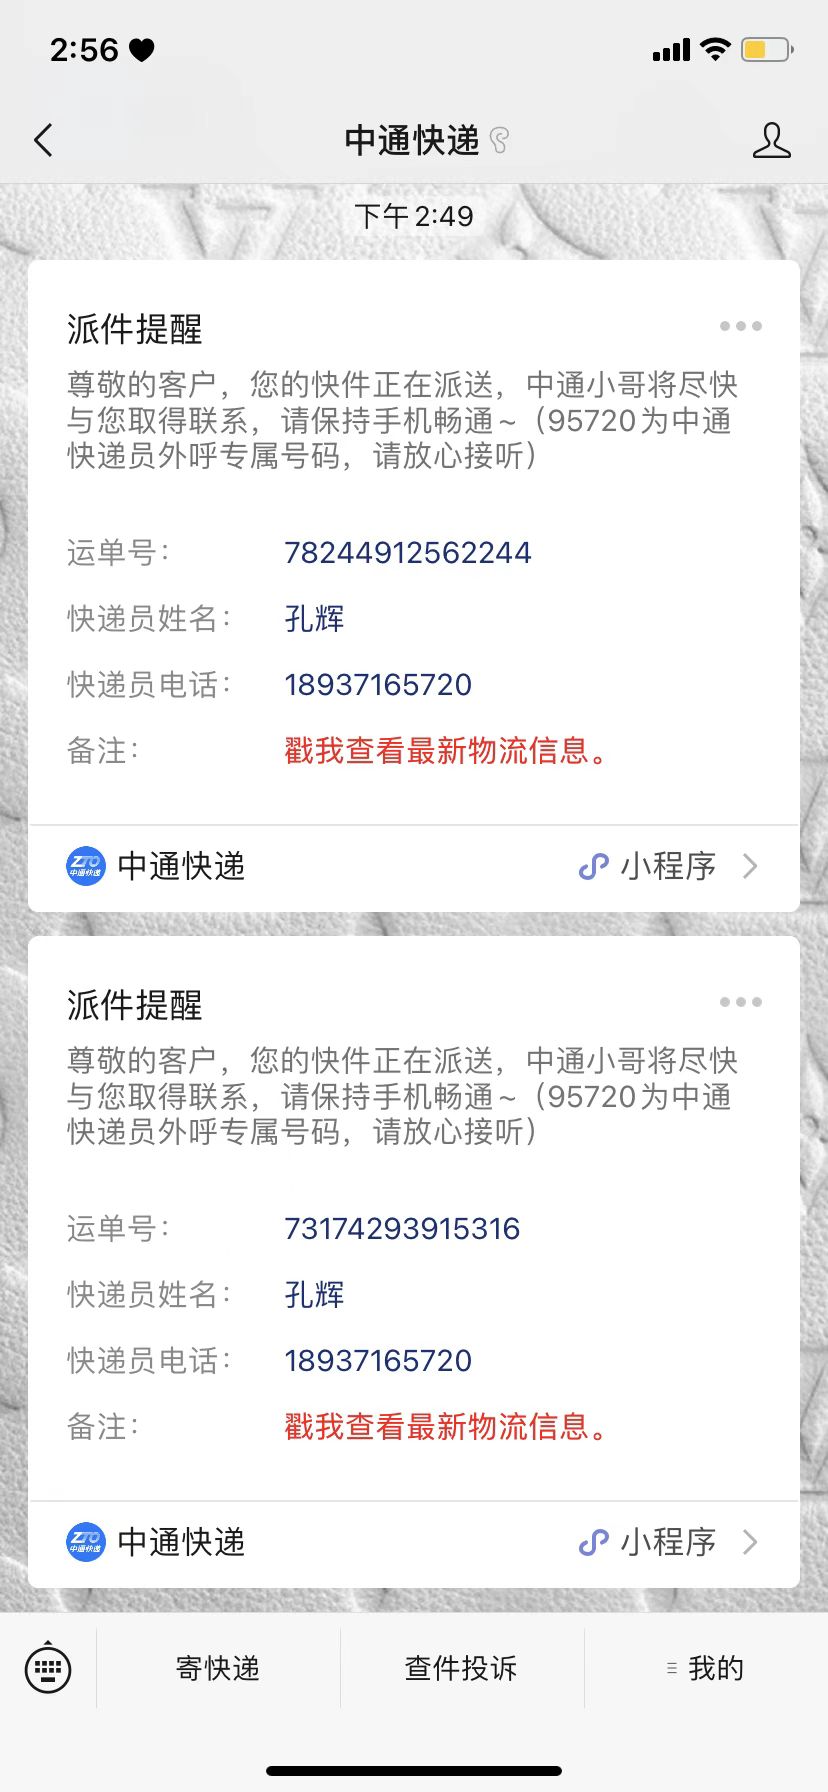 2:56
中通快递
下午 2:49
派件提醒
尊敬的客户，您的快件正在派送，中通小哥将尽快
与您取得联系，请保持手机畅通~（95720为中通
快递员外呼专属号码，请放心接听）
运单号： 78244912562244
快递员姓名： 孔辉
快递员电话： 18937165720
备注： 戳我查看最新物流信息。
ZTO 中通快递 中通快递 小程序
派件提醒
尊敬的客户，您的快件正在派送，中通小哥将尽快
与您取得联系，请保持手机畅通~（95720为中通
快递员外呼专属号码，请放心接听）
运单号： 73174293915316
快递员姓名： 孔辉
快递员电话： 18937165720
备注： 戳我查看最新物流信息。
ZTO 中通快递 中通快递 小程序
寄快递 查件投诉 我的